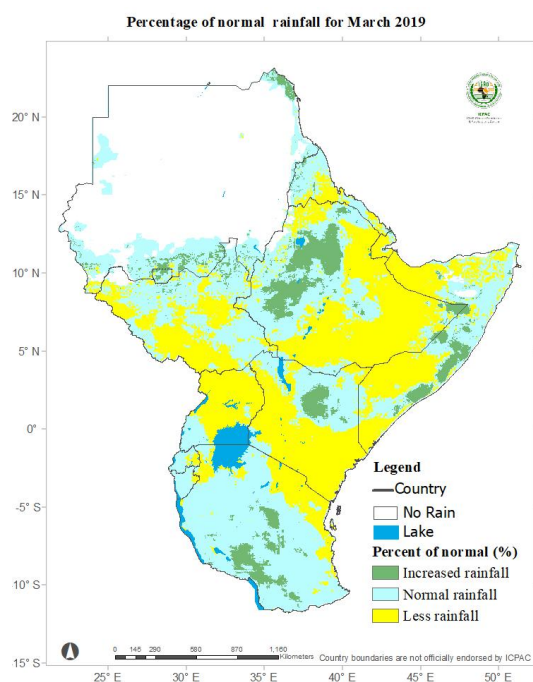 Percentage of normal rainfall for March 2019
ICPAC
20° N
15° N
10° N
5° N
0°
5° S
10° S
15° S
Legend
Country
No Rain
Lake
Percent of normal (%)
Increased rainfall
Normal rainfall
Less rainfall
0 145 290 580 870 1,160
Kilometers
Country boundaries are not officially endorsed by ICPAC
25° E 30° E 35° E 40° E 45° E 50° E